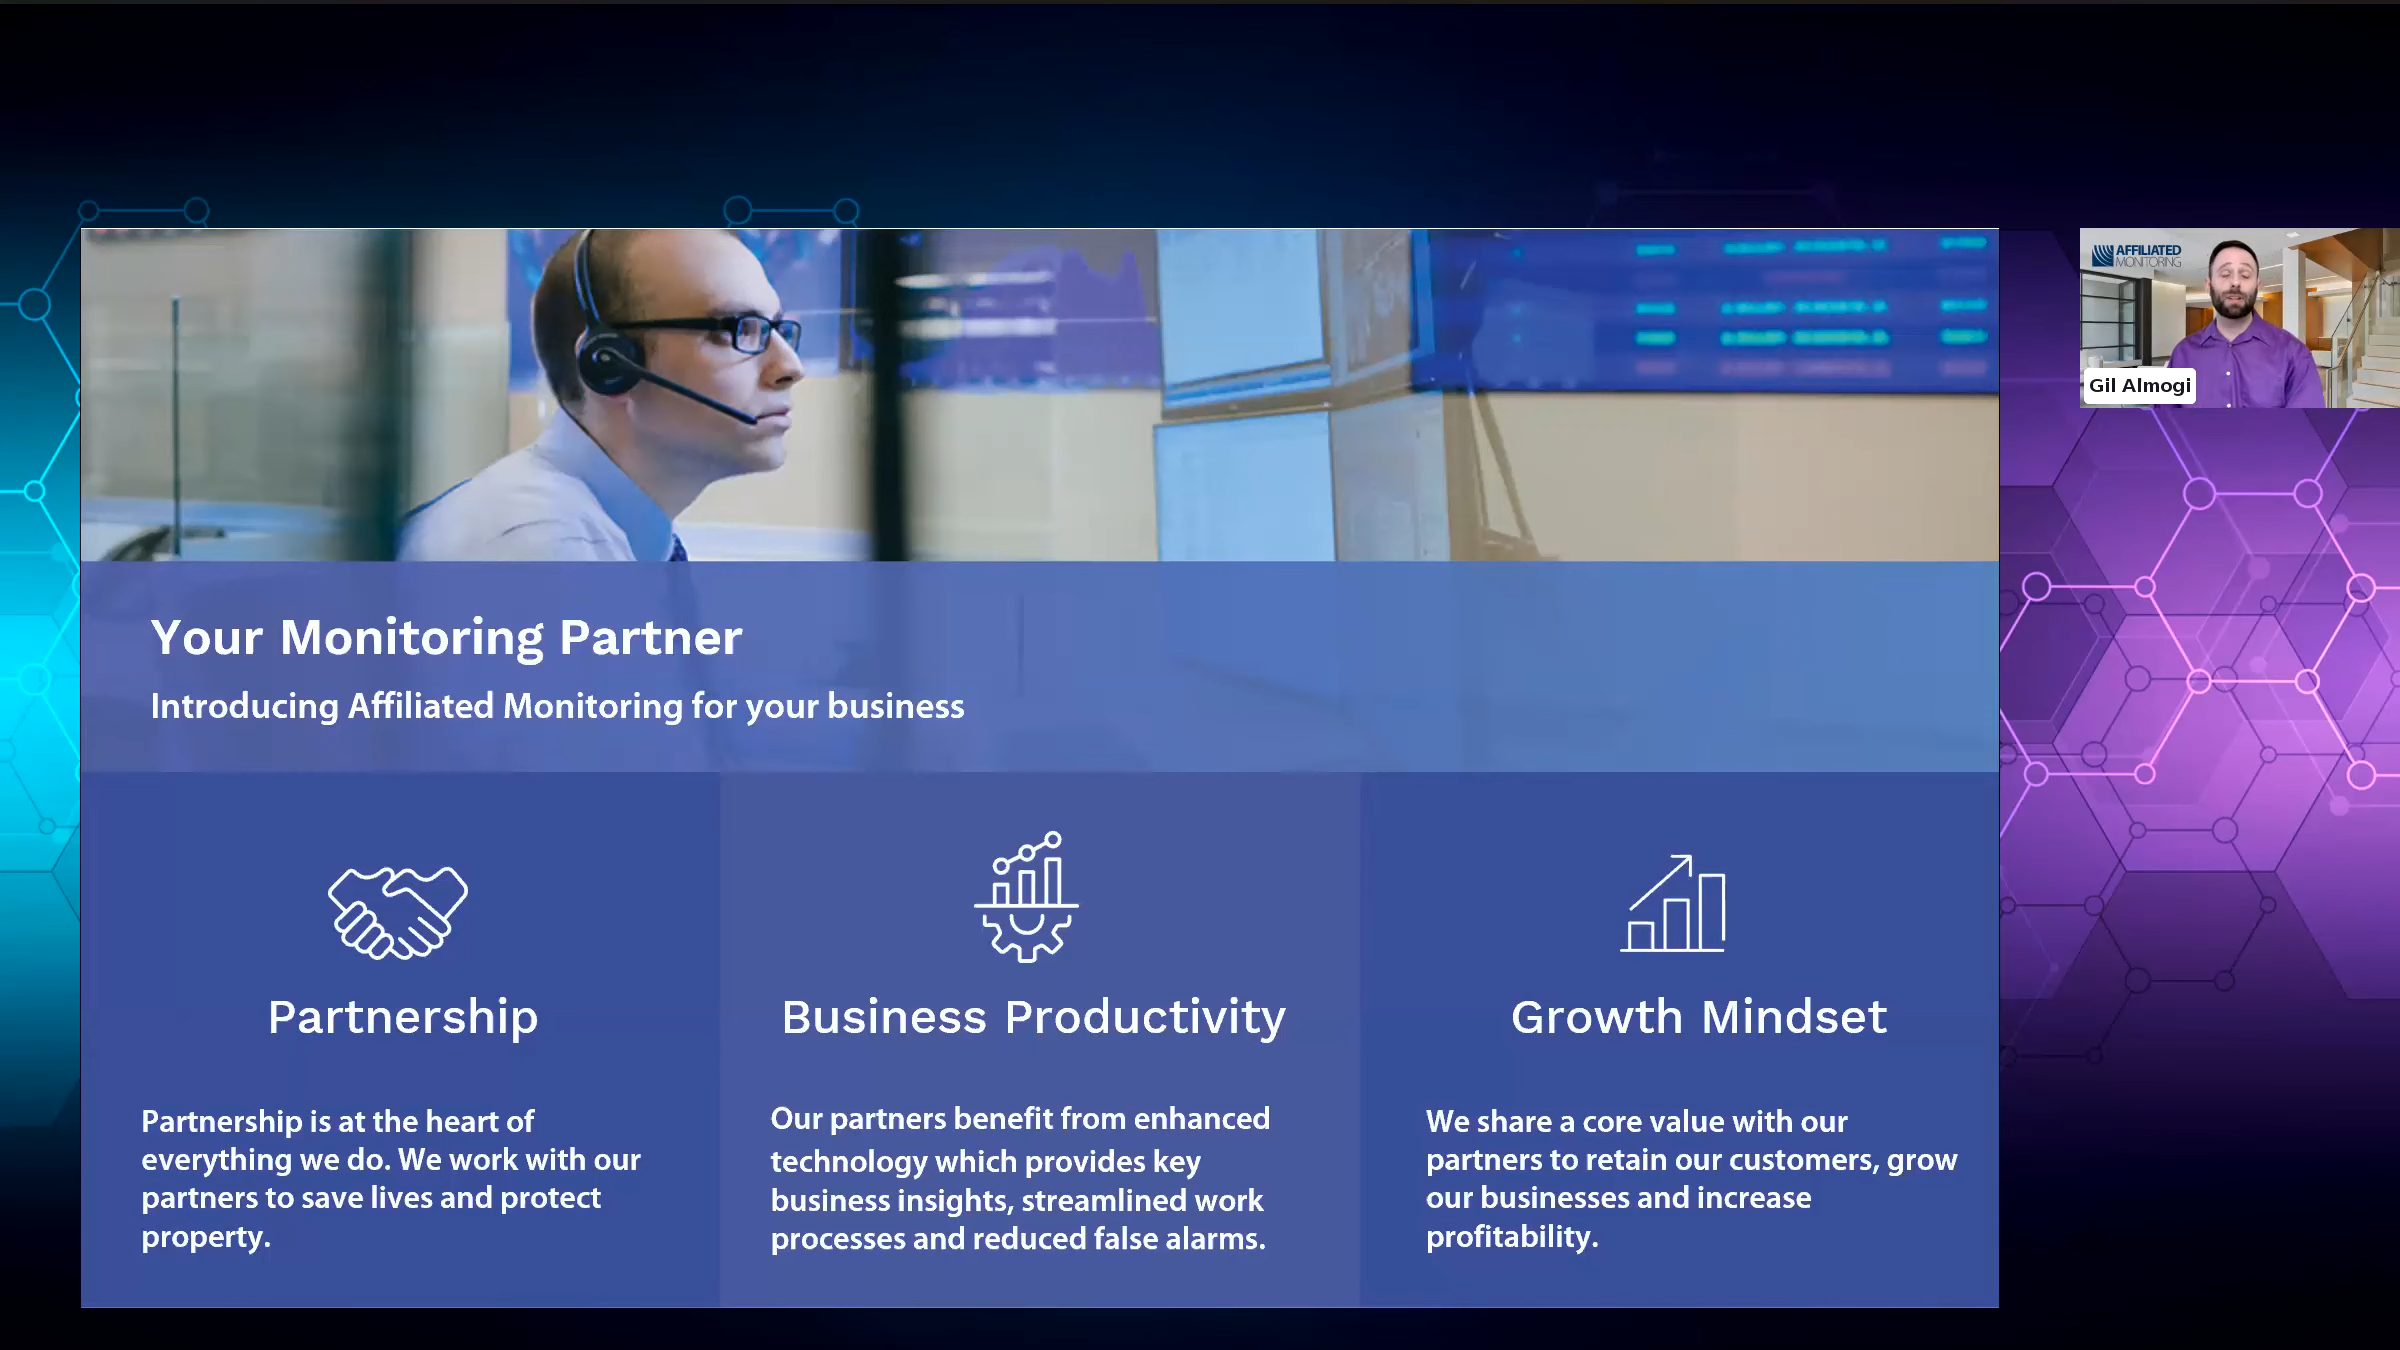 AFFILIATED
MONITORING
Gil Almogi
Your Monitoring Partner
Introducing Affiliated Monitoring for your business
Partnership
Partnership is at the heart of
everything we do. We work with our
partners to save lives and protect
property.
Business Productivity
Our partners benefit from enhanced
technology which provides key
business insights, streamlined work
processes and reduced false alarms.
Growth Mindset
We share a core value with our
partners to retain our customers, grow
our businesses and increase
profitability.